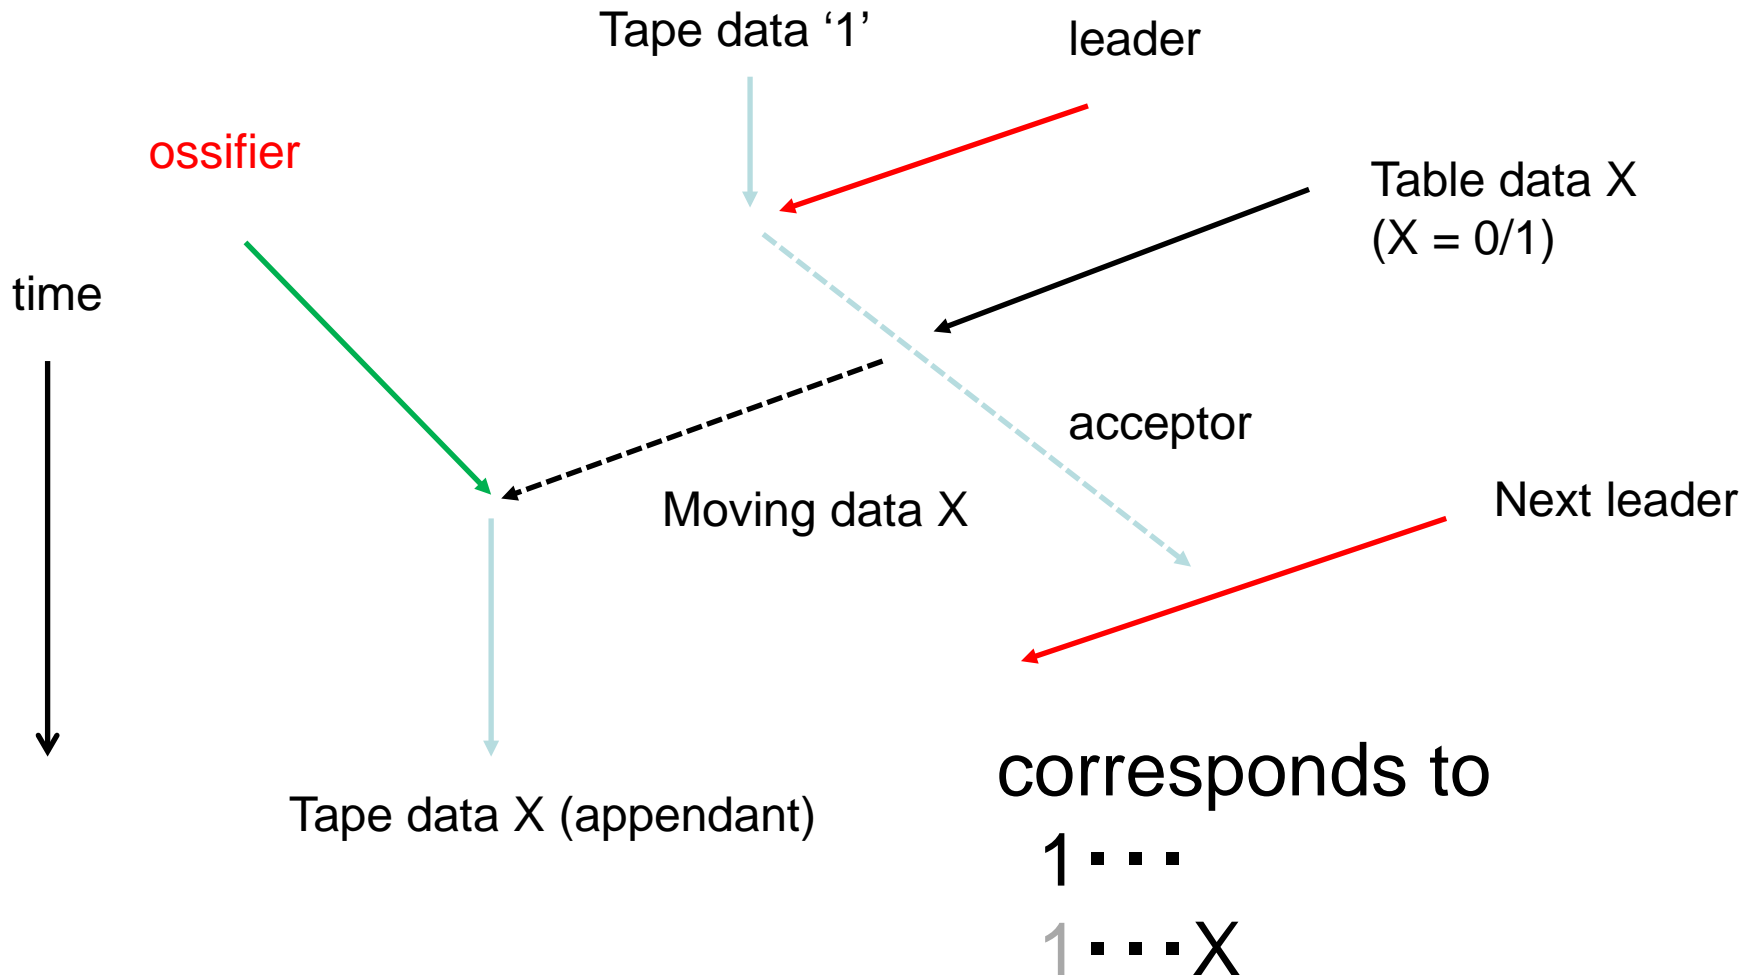 Tape data ‘1’
leader
ossifier
Table data X
(X = 0/1)
time
acceptor
Moving data X
Next leader
Tape data X (appendant)
corresponds to
1···
1···X